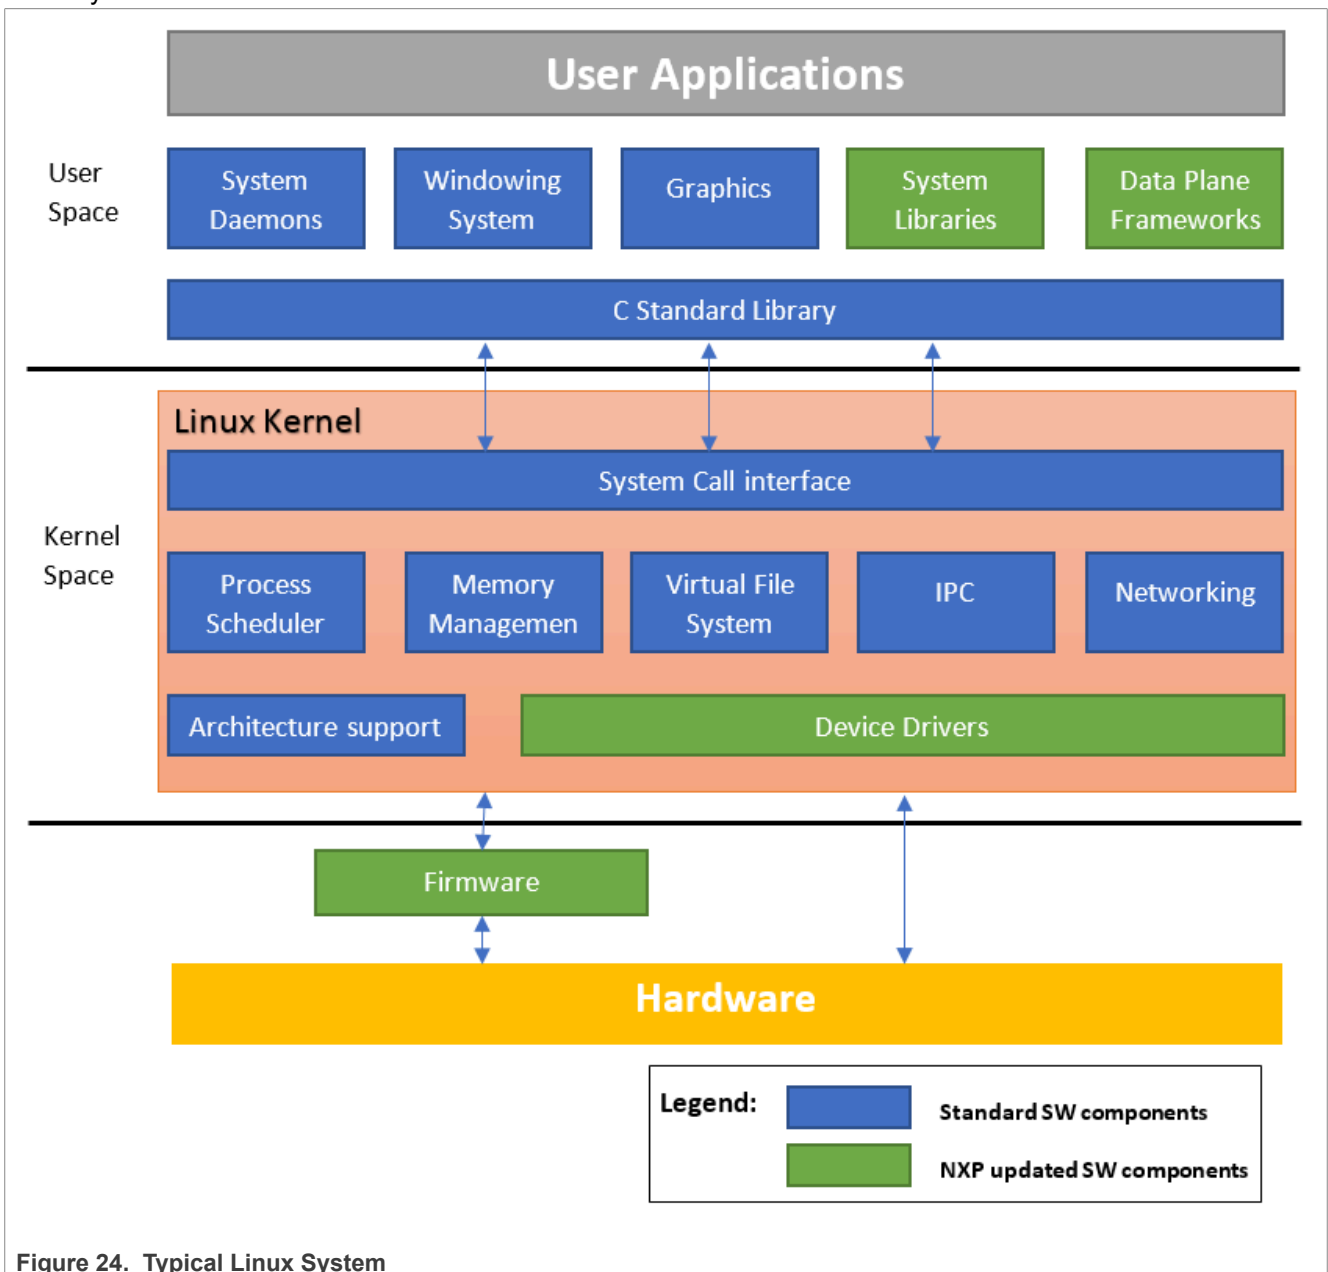 User Applications
User
Space
System
Daemons
Windowing
System
Graphics
System
Libraries
Data Plane
Frameworks
C Standard Library
Linux Kernel
System Call interface
Kernel
Space
Process
Scheduler
Memory
Managemen
Virtual File
System
IPC
Networking
Architecture support
Device Drivers
Firmware
Hardware
Legend:
Standard SW components
NXP updated SW components
Figure 24. Typical Linux System